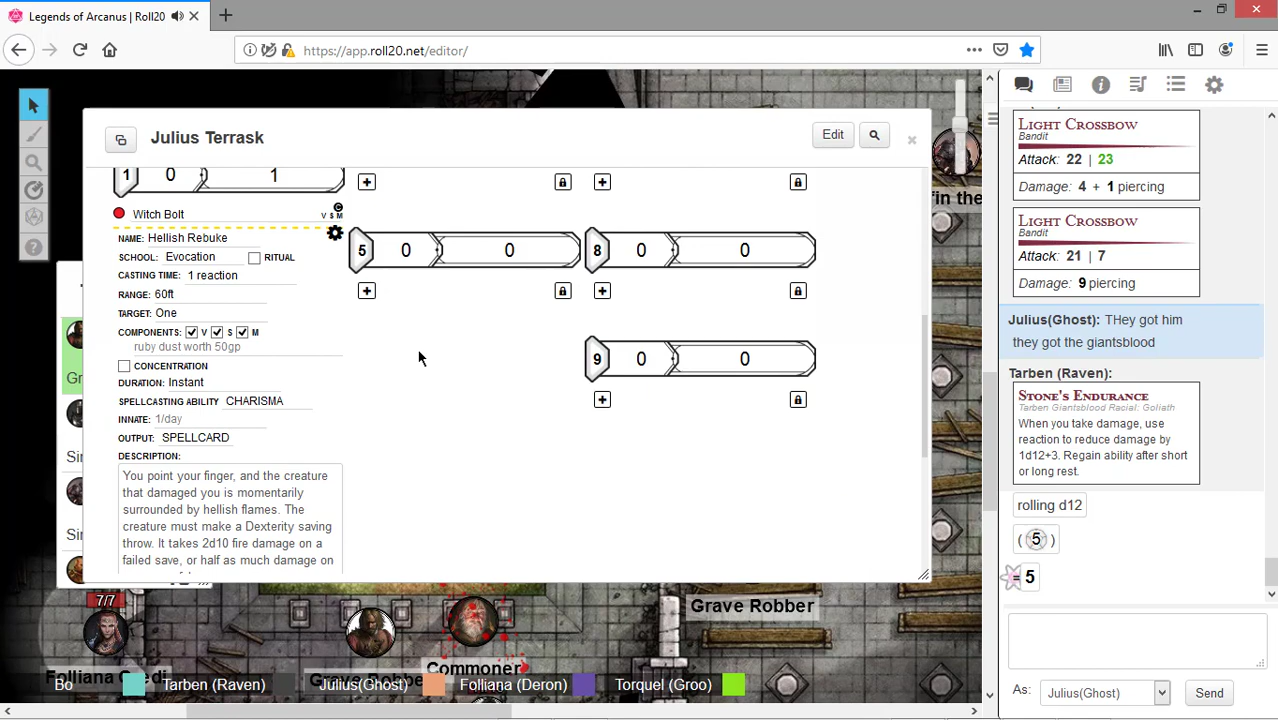 Legends of Arcanus | Roll20
https://app.roll20.net/editor/
Julius Terrask
Edit
1 0 1
Witch Bolt
C
V S M
NAME: Hellish Rebuke
SCHOOL: Evocation RITUAL
CASTING TIME: 1 reaction
RANGE: 60ft
TARGET: One
COMPONENTS: V S M
ruby dust worth 50gp
CONCENTRATION
DURATION: Instant
SPELLCASTING ABILITY CHARISMA
INNATE: 1/day
OUTPUT: SPELLCARD
DESCRIPTION:
You point your finger, and the creature
that damaged you is momentarily
surrounded by hellish flames. The
creature must make a Dexterity saving
throw. It takes 2d10 fire damage on a
failed save, or half as much damage on
5 0 0
8 0 0
9 0 0
7/7
Grave Robber
Commoner
Bo
Tarben (Raven)
Julius(Ghost)
Folliana (Deron)
Torquel (Groo)
LIGHT CROSSBOW
Bandit
Attack: 22 | 23
Damage: 4 + 1 piercing
LIGHT CROSSBOW
Bandit
Attack: 21 | 7
Damage: 9 piercing
Julius(Ghost): THey got him
they got the giantsblood
Tarben (Raven):
STONE'S ENDURANCE
Tarben Giantsblood Racial: Goliath
When you take damage, use
reaction to reduce damage by
1d12+3. Regain ability after short
or long rest.
rolling d12
(5)
= 5
As: Julius(Ghost) Send